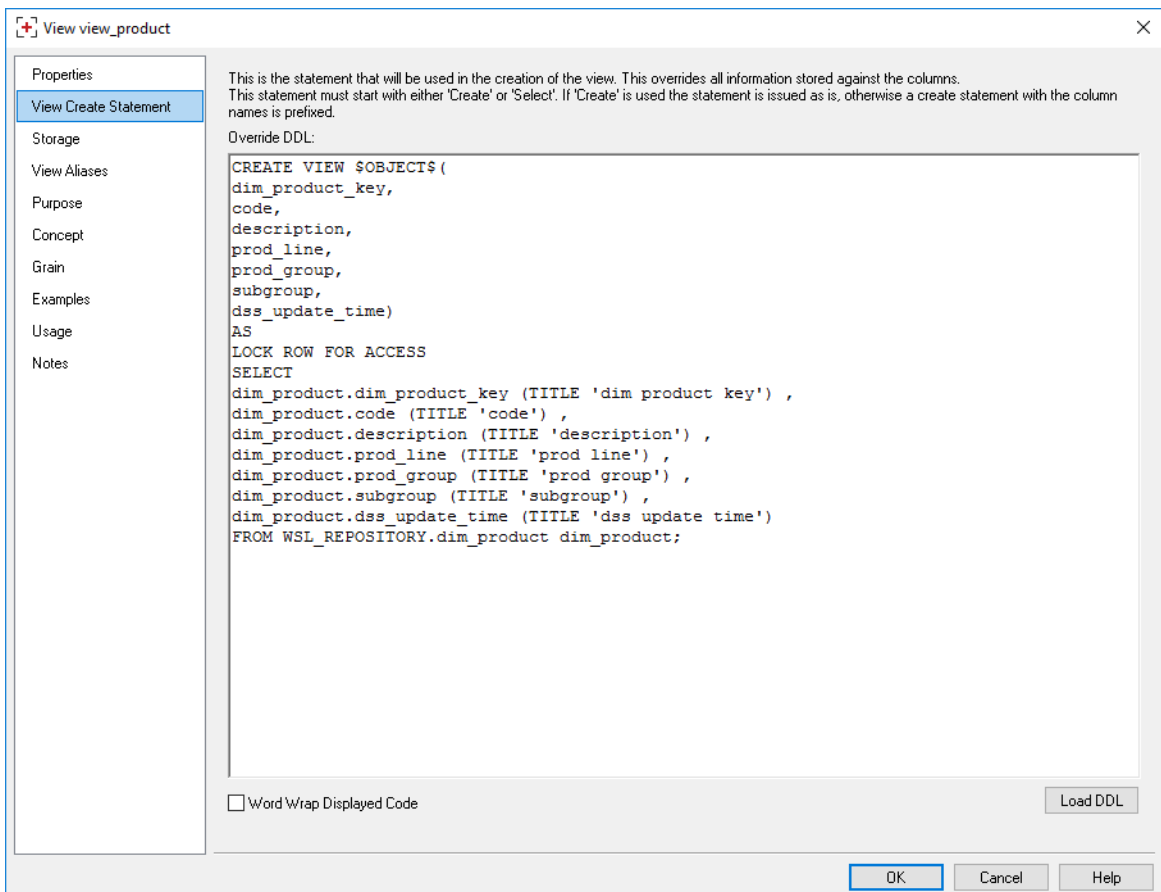 View view_product
Properties
View Create Statement
Storage
View Aliases
Purpose
Concept
Grain
Examples
Usage
Notes
This is the statement that will be used in the creation of the view. This overrides all information stored against the columns.
This statement must start with either 'Create' or 'Select'. If 'Create' is used the statement is issued as is, otherwise a create statement with the column
names is prefixed.
Override DDL:
CREATE VIEW $OBJECT$(
dim_product_key,
code,
description,
prod_line,
prod_group,
subgroup,
dss_update_time)
AS
LOCK ROW FOR ACCESS
SELECT
dim_product.dim_product_key (TITLE 'dim product key') ,
dim_product.code (TITLE 'code') ,
dim_product.description (TITLE 'description') ,
dim_product.prod_line (TITLE 'prod line') ,
dim_product.prod_group (TITLE 'prod group') ,
dim_product.subgroup (TITLE 'subgroup') ,
dim_product.dss_update_time (TITLE 'dss update time')
FROM WSL_REPOSITORY.dim_product dim_product;
Word Wrap Displayed Code
Load DDL
OK
Cancel
Help